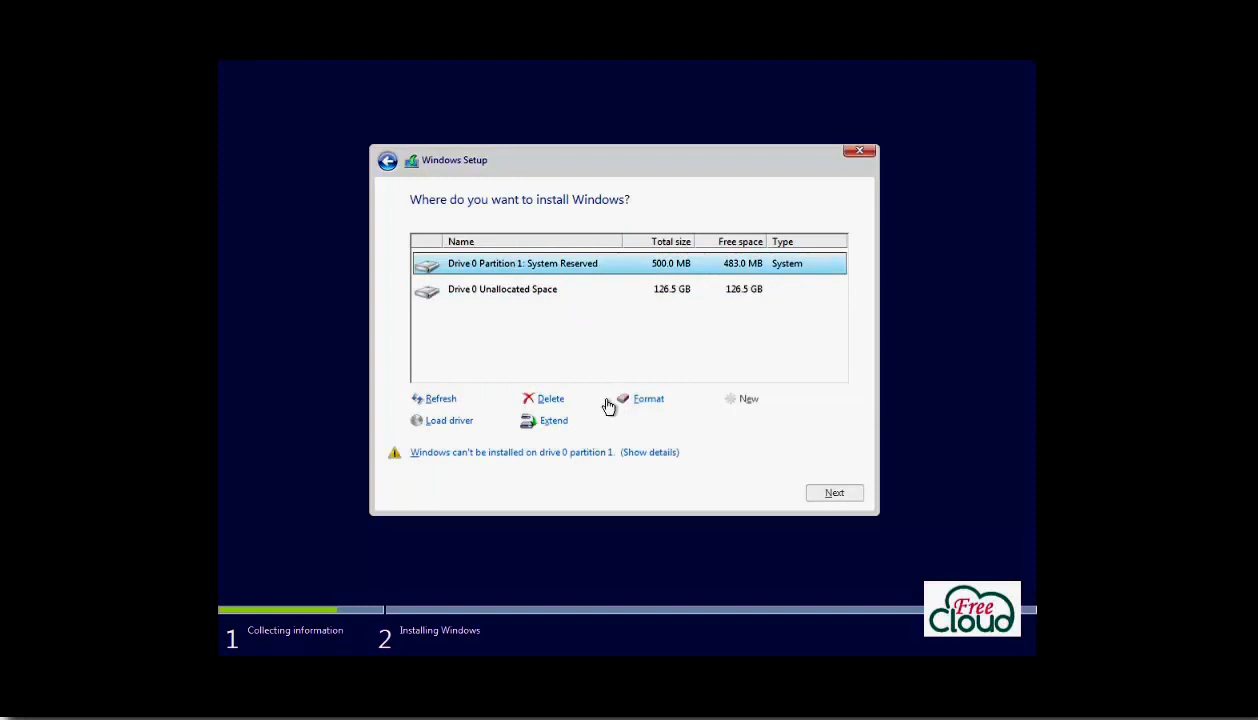 Windows Setup
Where do you want to install Windows?
Name Total size Free space Type
Drive 0 Partition 1: System Reserved 500.0 MB 483.0 MB System
Drive 0 Unallocated Space 126.5 GB 126.5 GB
Refresh Delete Format New
Load driver Extend
Windows can't be installed on drive 0 partition 1. (Show details)
Next
Free
Cloud
1 Collecting information 2 Installing Windows